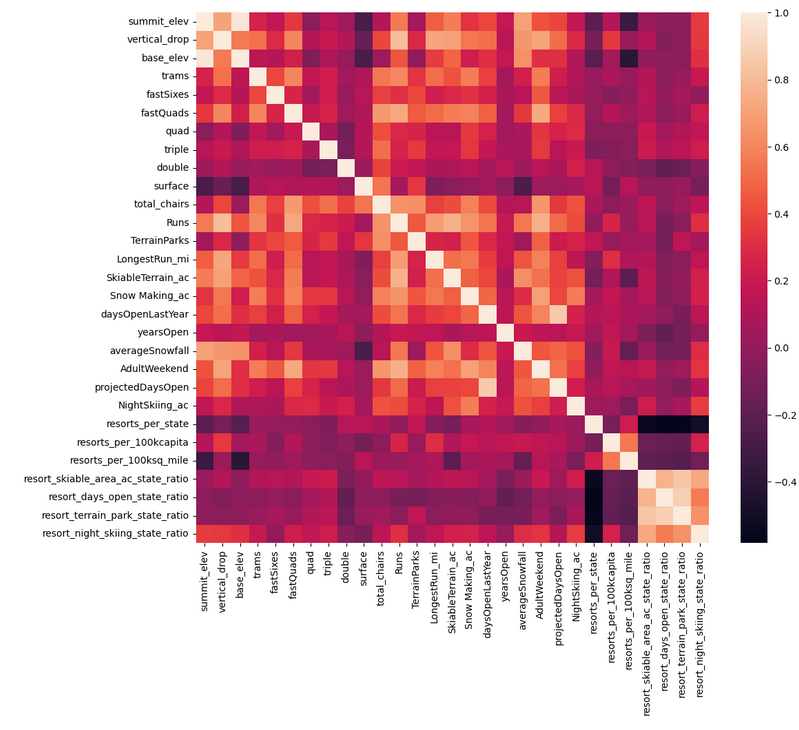 summit_elev
vertical_drop
base_elev
trams
fastSixes
fastQuads
quad
triple
double
surface
total_chairs
Runs
TerrainParks
LongestRun_mi
SkiableTerrain_ac
Snow Making_ac
daysOpenLastYear
yearsOpen
averageSnowfall
AdultWeekend
projectedDaysOpen
NightSkiing_ac
resorts_per_state
resorts_per_100kcapita
resorts_per_100ksq_mile
resort_skiable_area_ac_state_ratio
resort_days_open_state_ratio
resort_terrain_park_state_ratio
resort_night_skiing_state_ratio
summit_elev
vertical_drop
base_elev
trams
fastSixes
fastQuads
quad
triple
double
surface
total_chairs
Runs
TerrainParks
LongestRun_mi
SkiableTerrain_ac
Snow Making_ac
daysOpenLastYear
yearsOpen
averageSnowfall
AdultWeekend
projectedDaysOpen
NightSkiing_ac
resorts_per_state
resorts_per_100kcapita
resorts_per_100ksq_mile
resort_skiable_area_ac_state_ratio
resort_days_open_state_ratio
resort_terrain_park_state_ratio
resort_night_skiing_state_ratio
1.0
0.8
0.6
0.4
0.2
0.0
−0.2
−0.4